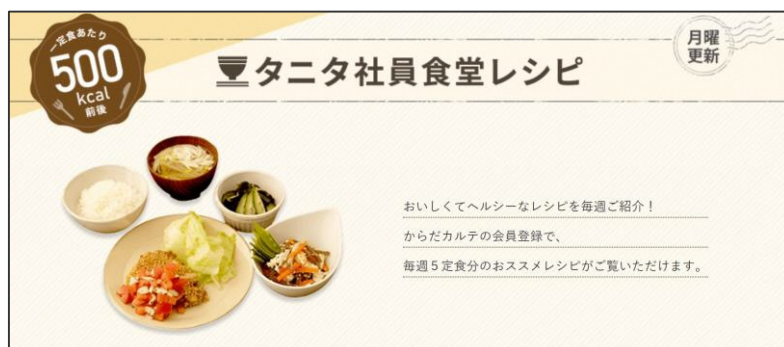 一定食あたり
500
kcal
前後
タニタ社員食堂レシピ
月曜
更新
おいしくてヘルシーなレシピを毎週ご紹介！
からだカルテの会員登録で、
毎週５定食分のおススメレシピがご覧いただけます。